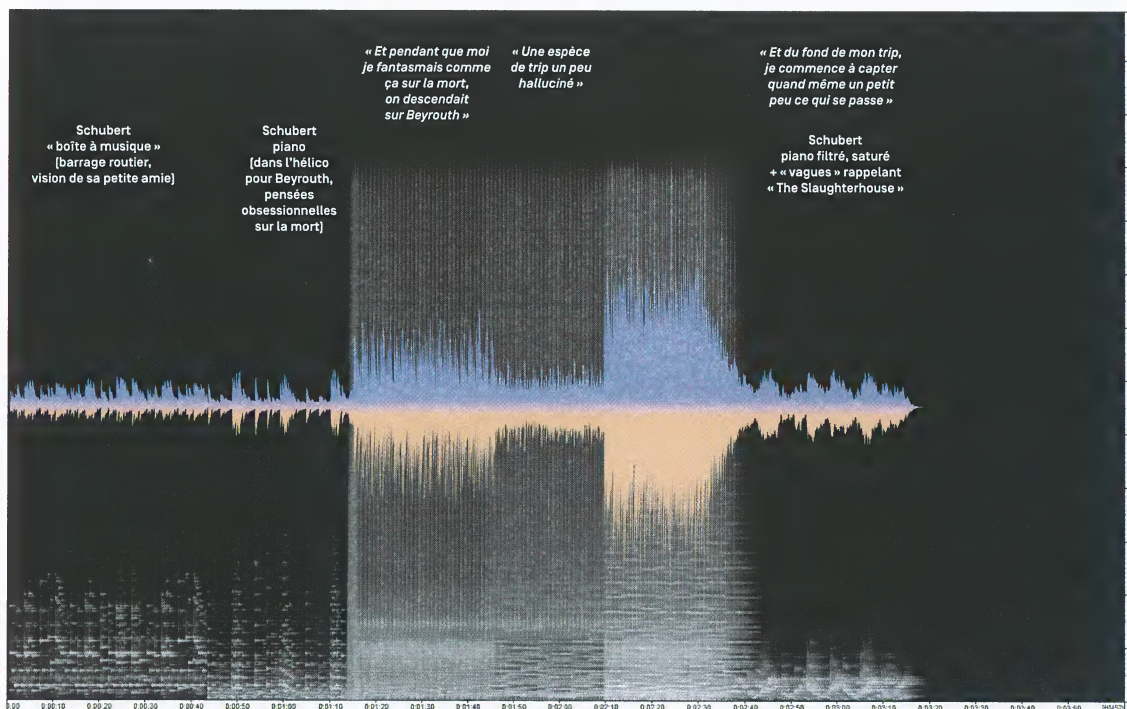 « Et pendant que moi
je fantasmais comme
ça sur la mort,
on descendait
sur Beyrouth »
« Une espèce
de trip un peu
halluciné »
« Et du fond de mon trip,
je commence à capter
quand même un petit
peu ce qui se passe »
Schubert
« boîte à musique »
(barrage routier,
vision de sa petite amie)
Schubert
piano
(dans l'hélico
pour Beyrouth,
pensées
obsessionnelles
sur la mort)
Schubert
piano filtré, saturé
+ « vagues » rappelant
« The Slaughterhouse »
0:00:10 0:00:20 0:00:30 0:00:40 0:00:50 0:01:00 0:01:10 0:01:20 0:01:30 0:01:40 0:01:50 0:02:00 0:02:10 0:02:20 0:02:30 0:02:40 0:02:50 0:03:00 0:03:10 0:03:20 0:03:30 0:03:40 0:03:50